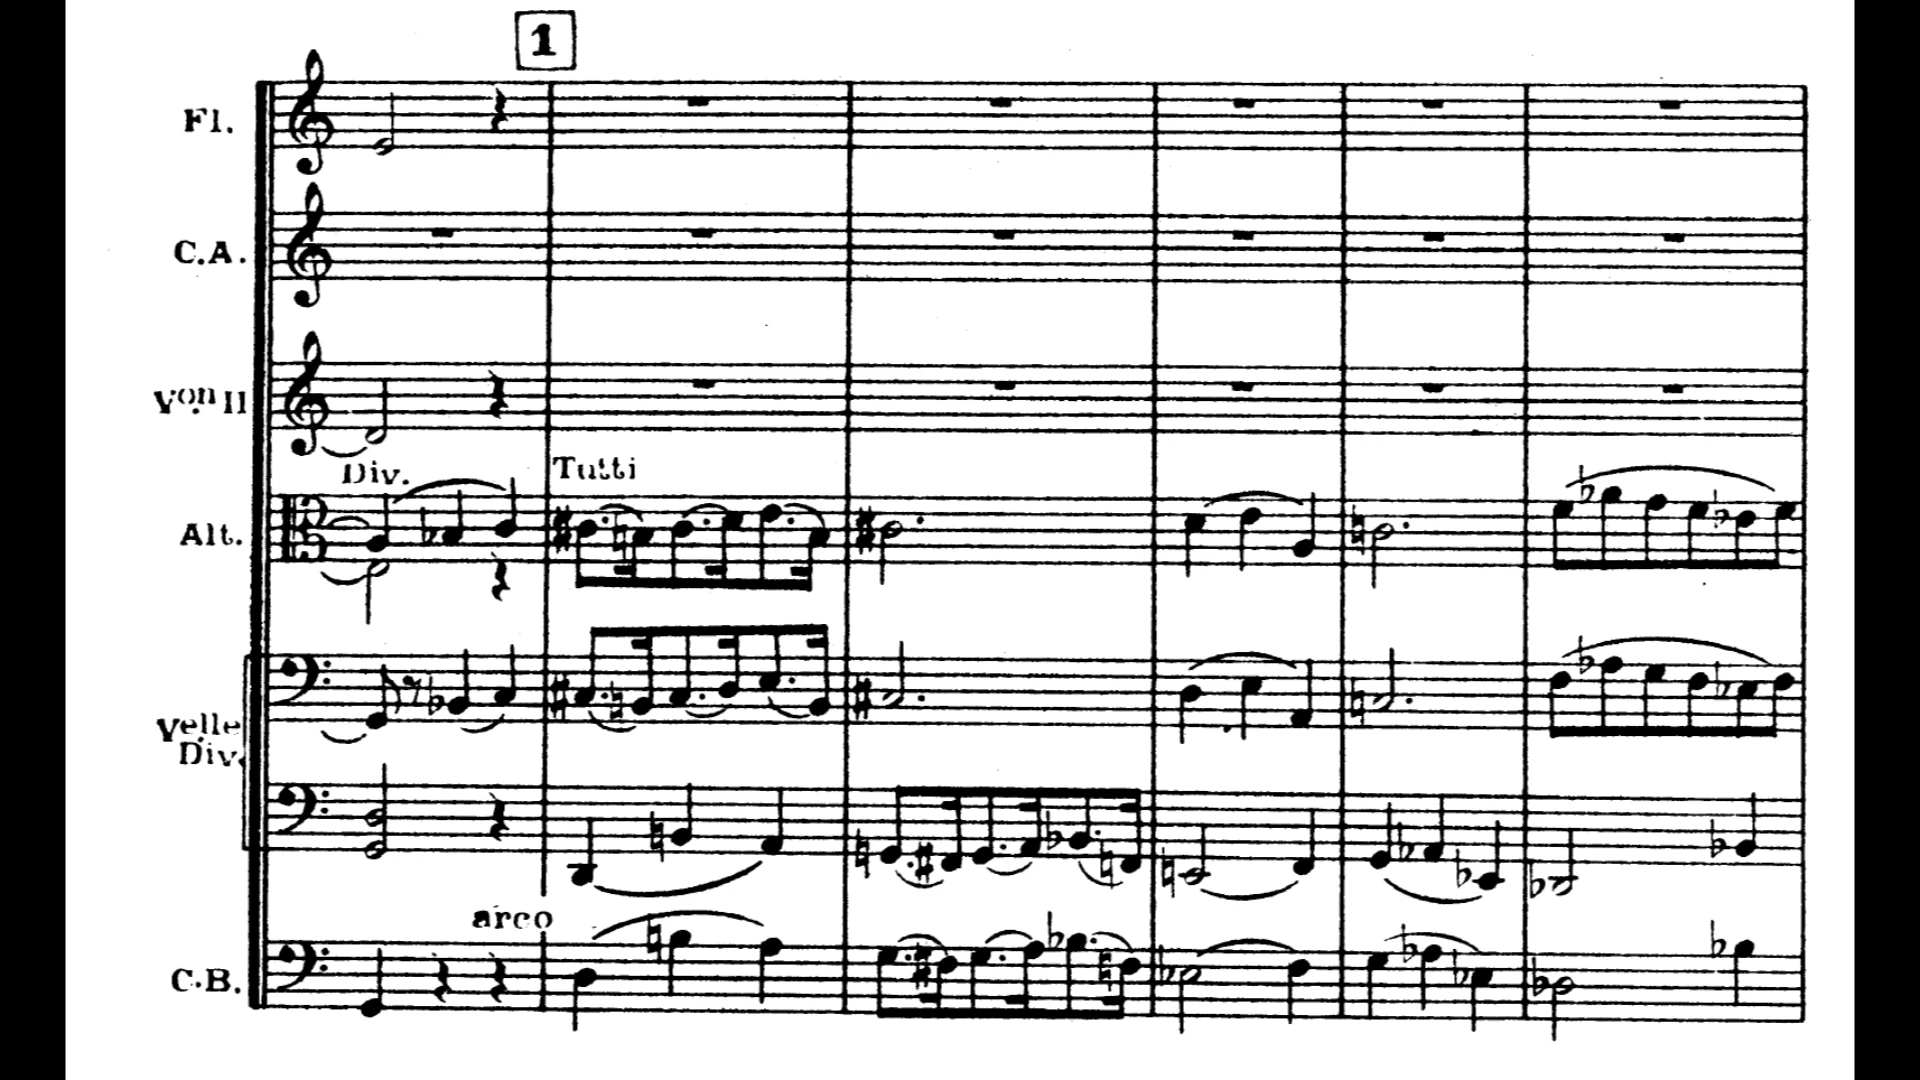 1
Fl.
C.A.
Von II
Div. Tutti
Alt.
Velle
Div.
arco
C.B.